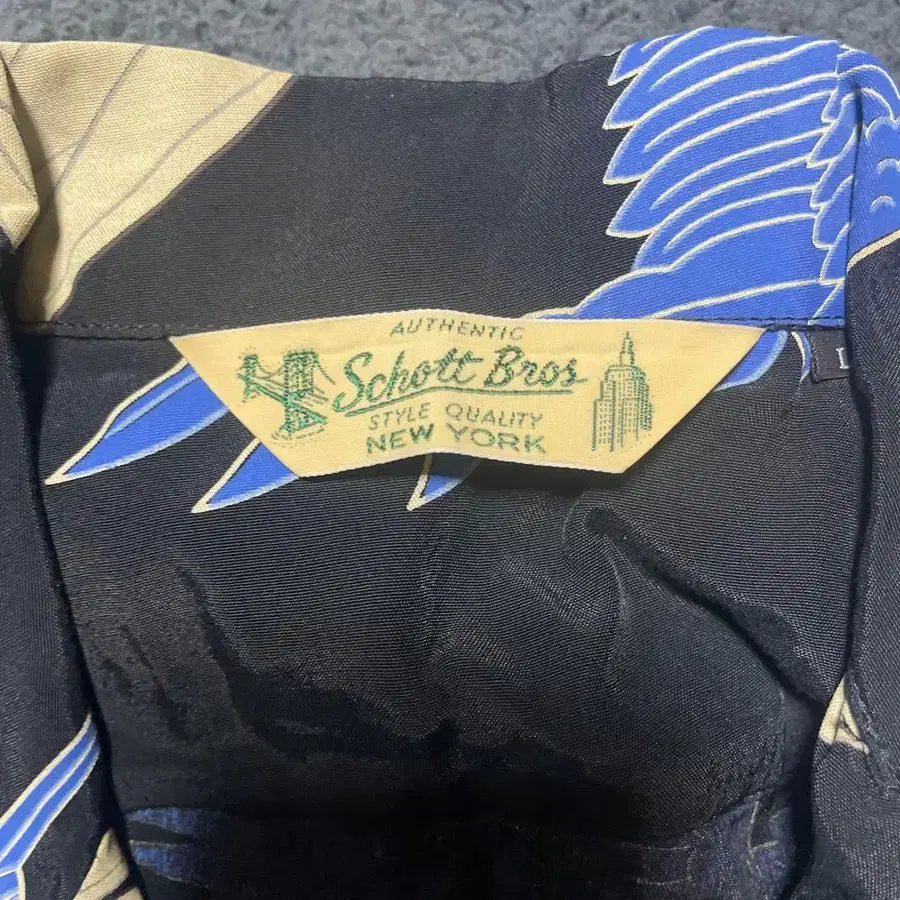 AUTHENTIC
Schott Bros
STYLE QUALITY
NEW YORK